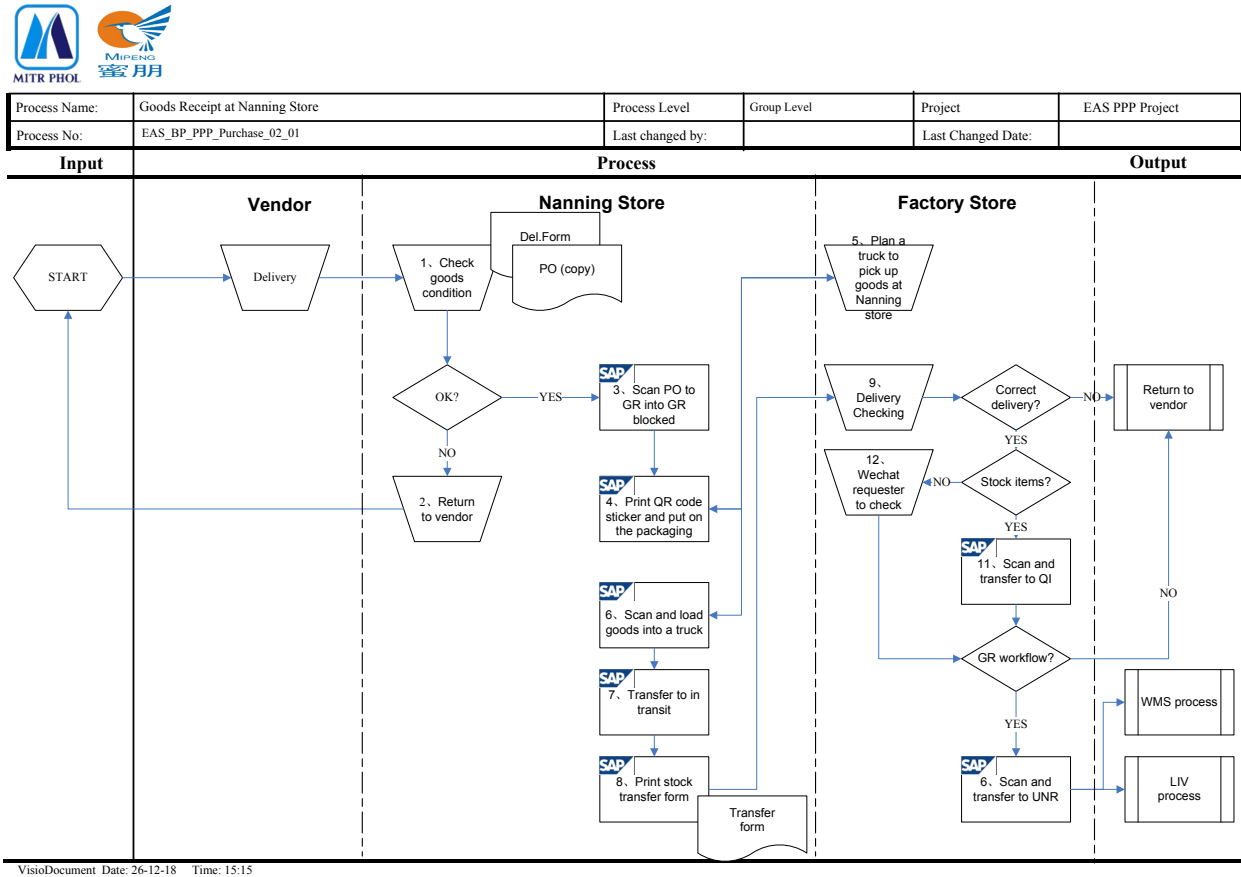 MITR PHOL
MIPENG
蜜朋
Process Name:
Goods Receipt at Nanning Store
Process Level
Group Level
Project
EAS PPP Project
Process No:
EAS_BP_PPP_Purchase_02_01
Last changed by:
Last Changed Date:
Input
Process
Output
Vendor
Nanning Store
Factory Store
START
Delivery
1、Check
goods
condition
Del.Form
PO (copy)
5、Plan a
truck to
pick up
goods at
Nanning
store
OK?
YES
SAP
3、Scan PO to
GR into GR
blocked
9、
Delivery
Checking
Correct
delivery?
NO
Return to
vendor
NO
YES
2、Return
to vendor
SAP
4、Print QR code
sticker and put on
the packaging
12、
Wechat
requester
to check
NO
Stock items?
YES
SAP
11、Scan and
transfer to QI
SAP
6、Scan and load
goods into a truck
NO
GR workflow?
SAP
7、Transfer to in
transit
YES
WMS process
SAP
8、Print stock
transfer form
Transfer
form
SAP
6、Scan and
transfer to UNR
LIV
process
VisioDocument Date: 26-12-18 Time: 15:15